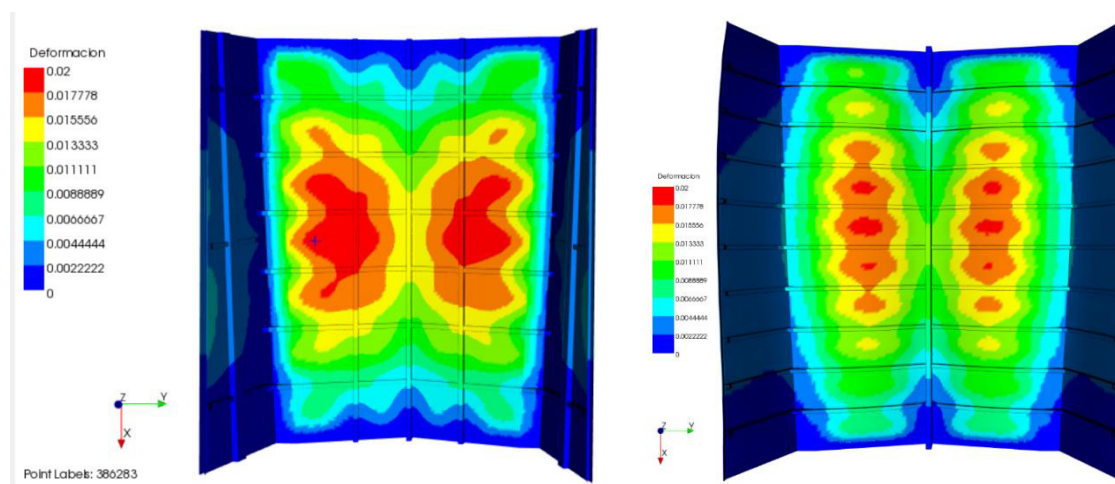 Deformacion
0.02
0.017778
0.015556
0.013333
0.011111
0.0088889
0.0066667
0.0044444
0.0022222
0
Z
Y
X
Point Labels: 386283
Deformacion
0.02
0.017778
0.015556
0.013333
0.011111
0.0088889
0.0066667
0.0044444
0.0022222
0
Z
Y
X